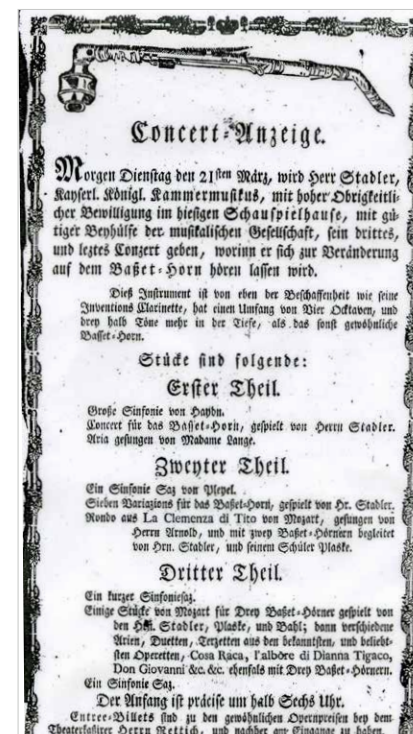 Concert-Anzeige.
Morgen Dienstag den 21sten März, wird Herr Stadler,
Kayserl. Königl. Kammermusikus, mit hoher Obrigkeitli-
cher Bewilligung im hiesigen Schauspielhause, mit gü-
tiger Beyhülfe der musikalischen Gesellschaft, sein drittes,
und leztes Conzert geben, worinn er sich zur Veränderung
auf dem Baßet-Horn hören lassen wird.
Dieß Instrument ist von eben der Beschaffenheit wie seine
Inventions Clarinette, hat einen Umfang von Vier Ocktaven, und
drey halb Töne mehr in der Tiefe, als das sonst gewöhnliche
Basset-Horn.
Stücke sind folgende:
Erster Theil.
Große Sinfonie von Haydn.
Concert für das Basset-Horn, gespielt von Herrn Stadler.
Aria gesungen von Madame Lange.
Zweyter Theil.
Ein Sinfonie Saz von Pleyel.
Sieben Variazions für das Baßet-Horn, gespielt von Hr. Stadler.
Rondo aus La Clemenza di Tito von Mozart, gesungen von
Herrn Arnold, und mit zwey Baßet-Hörnern begleitet
von Hrn. Stadler, und seinem Schüler Plaske.
Dritter Theil.
Ein kurzer Sinfoniesaz.
Einige Stücke von Mozart für Drey Baßet-Hörner gespielt von
den Stadler, Plaske, und Bahl; dann verschiedene
Arien, Duetten, Terzetten aus den bekanntsten, und beliebt-
sten Operetten, Cosa Raca, l'albore di Dianna Tigaco,
Don Giovanni &c. &c. ebenfals mit Drey Baßet-Hörnern.
Ein Sinfonie Saz.
Der Anfang ist präcise um halb Sechs Uhr.
Entree-Billets sind zu den gewöhnlichen Opernpreisen bey dem
Theaterkaßirer Herrn Rettich, und nachher am Eingange zu haben.